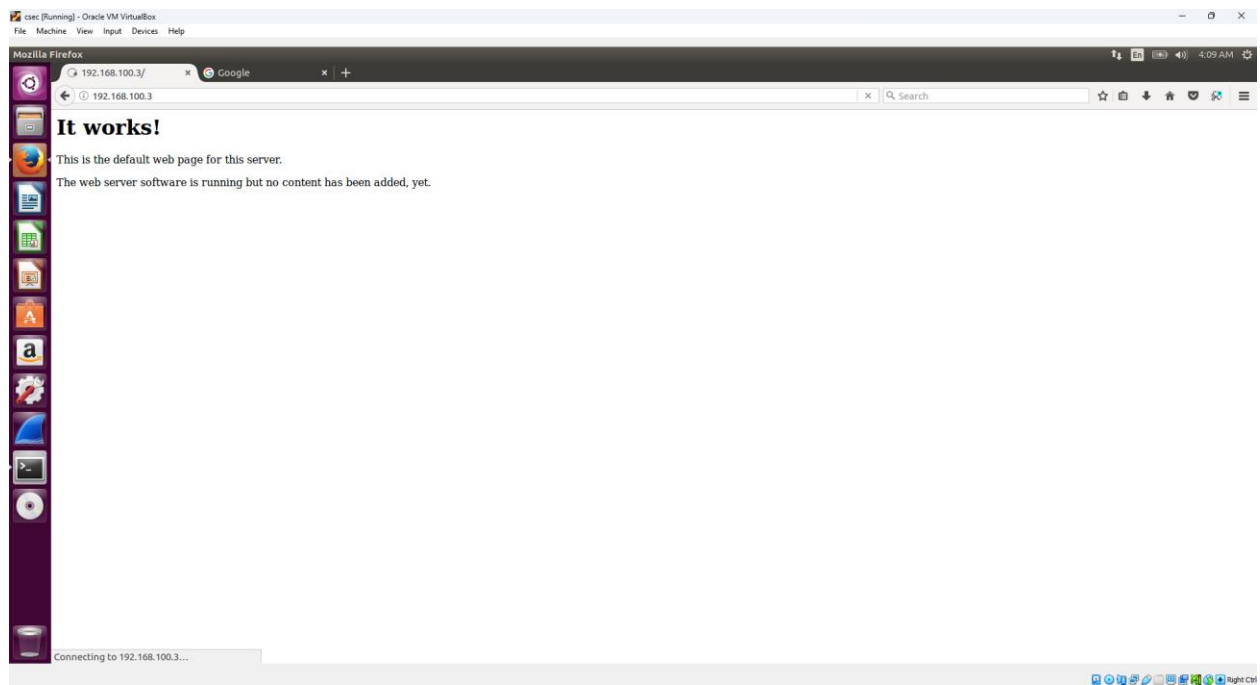 csec [Running] - Oracle VM VirtualBox
File Machine View Input Devices Help
Mozilla Firefox
En
4:09 AM
192.168.100.3/
Google
192.168.100.3
Search
It works!
This is the default web page for this server.
The web server software is running but no content has been added, yet.
a
Connecting to 192.168.100.3...
Right Ctrl